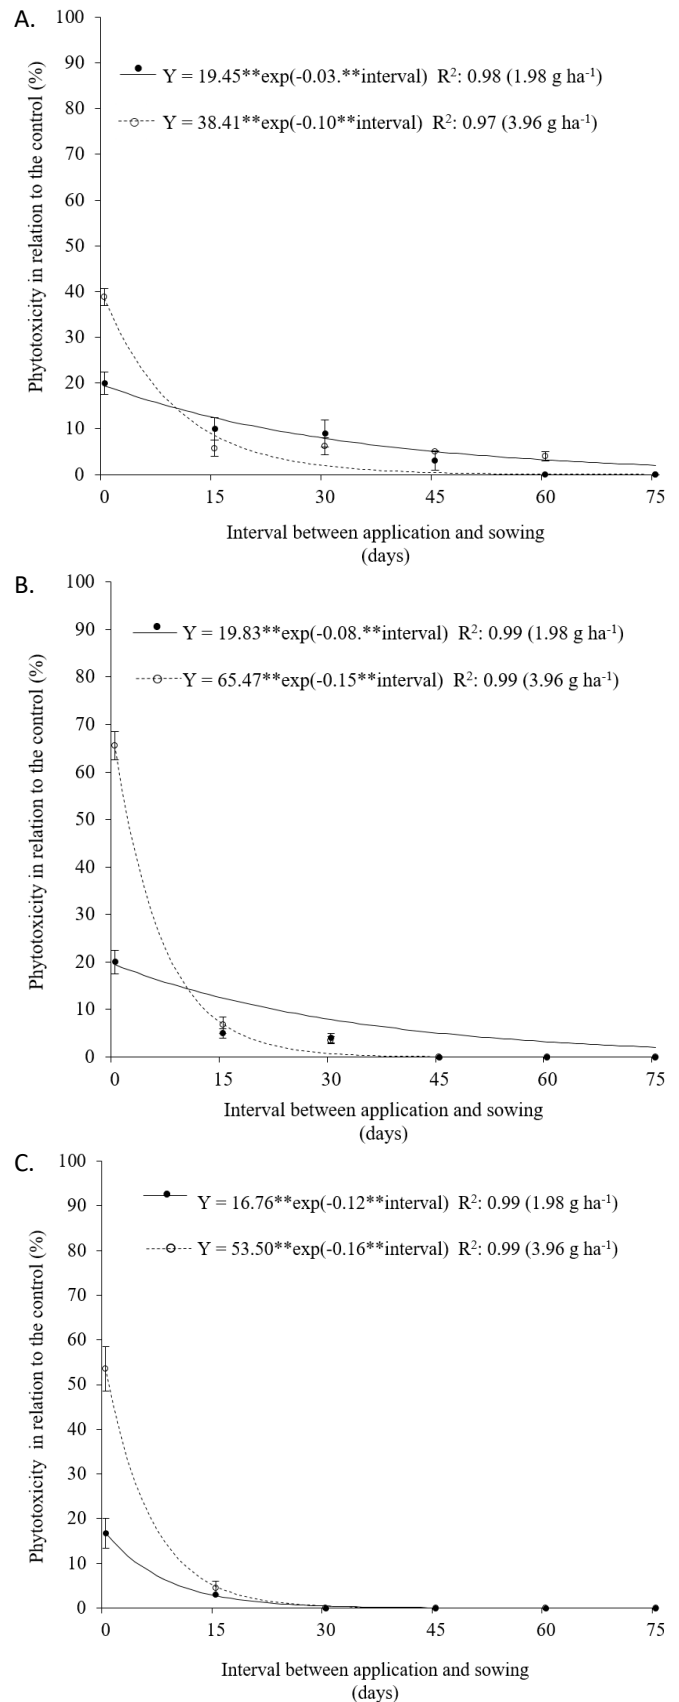 A.
100
90
80
70
60
50
40
30
20
10
0
Phytotoxicity in relation to the control (%)
Y = 19.45**exp(-0.03.**interval) R²: 0.98 (1.98 g ha⁻¹)
Y = 38.41**exp(-0.10**interval) R²: 0.97 (3.96 g ha⁻¹)
0 15 30 45 60 75
Interval between application and sowing
(days)
B.
100
90
80
70
60
50
40
30
20
10
0
Phytotoxicity in relation to the control (%)
Y = 19.83**exp(-0.08.**interval) R²: 0.99 (1.98 g ha⁻¹)
Y = 65.47**exp(-0.15**interval) R²: 0.99 (3.96 g ha⁻¹)
0 15 30 45 60 75
Interval between application and sowing
(days)
C.
100
90
80
70
60
50
40
30
20
10
0
Phytotoxicity in relation to the control (%)
Y = 16.76**exp(-0.12**interval) R²: 0.99 (1.98 g ha⁻¹)
Y = 53.50**exp(-0.16**interval) R²: 0.99 (3.96 g ha⁻¹)
0 15 30 45 60 75
Interval between application and sowing
(days)